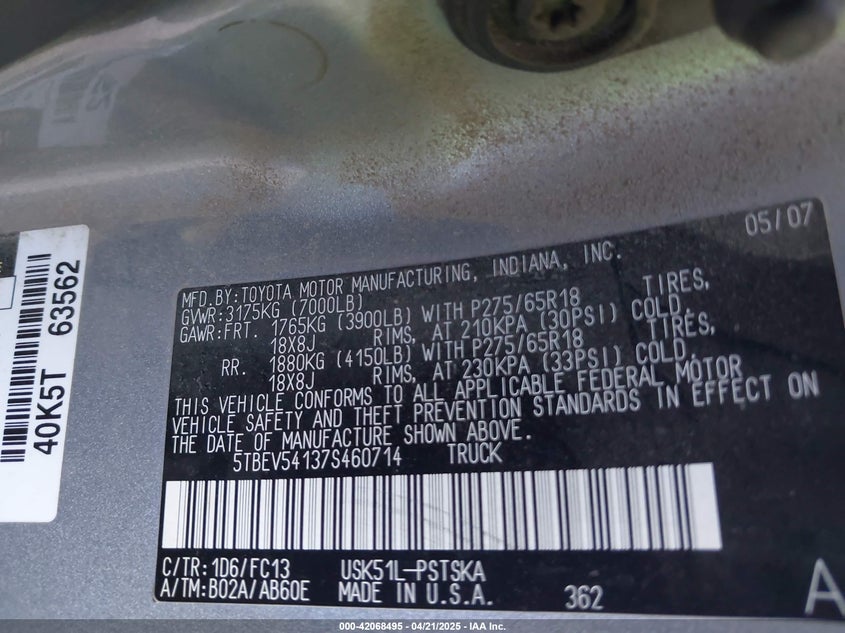 05/07
MFD.BY:TOYOTA MOTOR MANUFACTURING, INDIANA, INC.
GVWR:3175KG (7000LB)
GAWR:FRT. 1765KG (3900LB) WITH P275/65R18 TIRES,
18X8J RIMS, AT 210KPA (30PSI) COLD.
RR. 1880KG (4150LB) WITH P275/65R18 TIRES,
18X8J RIMS, AT 230KPA (33PSI) COLD.
THIS VEHICLE CONFORMS TO ALL APPLICABLE FEDERAL MOTOR
VEHICLE SAFETY AND THEFT PREVENTION STANDARDS IN EFFECT ON
THE DATE OF MANUFACTURE SHOWN ABOVE.
5TBEV54137S460714 TRUCK
C/TR:1D6/FC13 USK51L-PSTSKA
A/TM:B02A/AB60E MADE IN U.S.A. 362
A
40K5T 63562
000-42068495 - 04/21/2025 - IAA Inc.